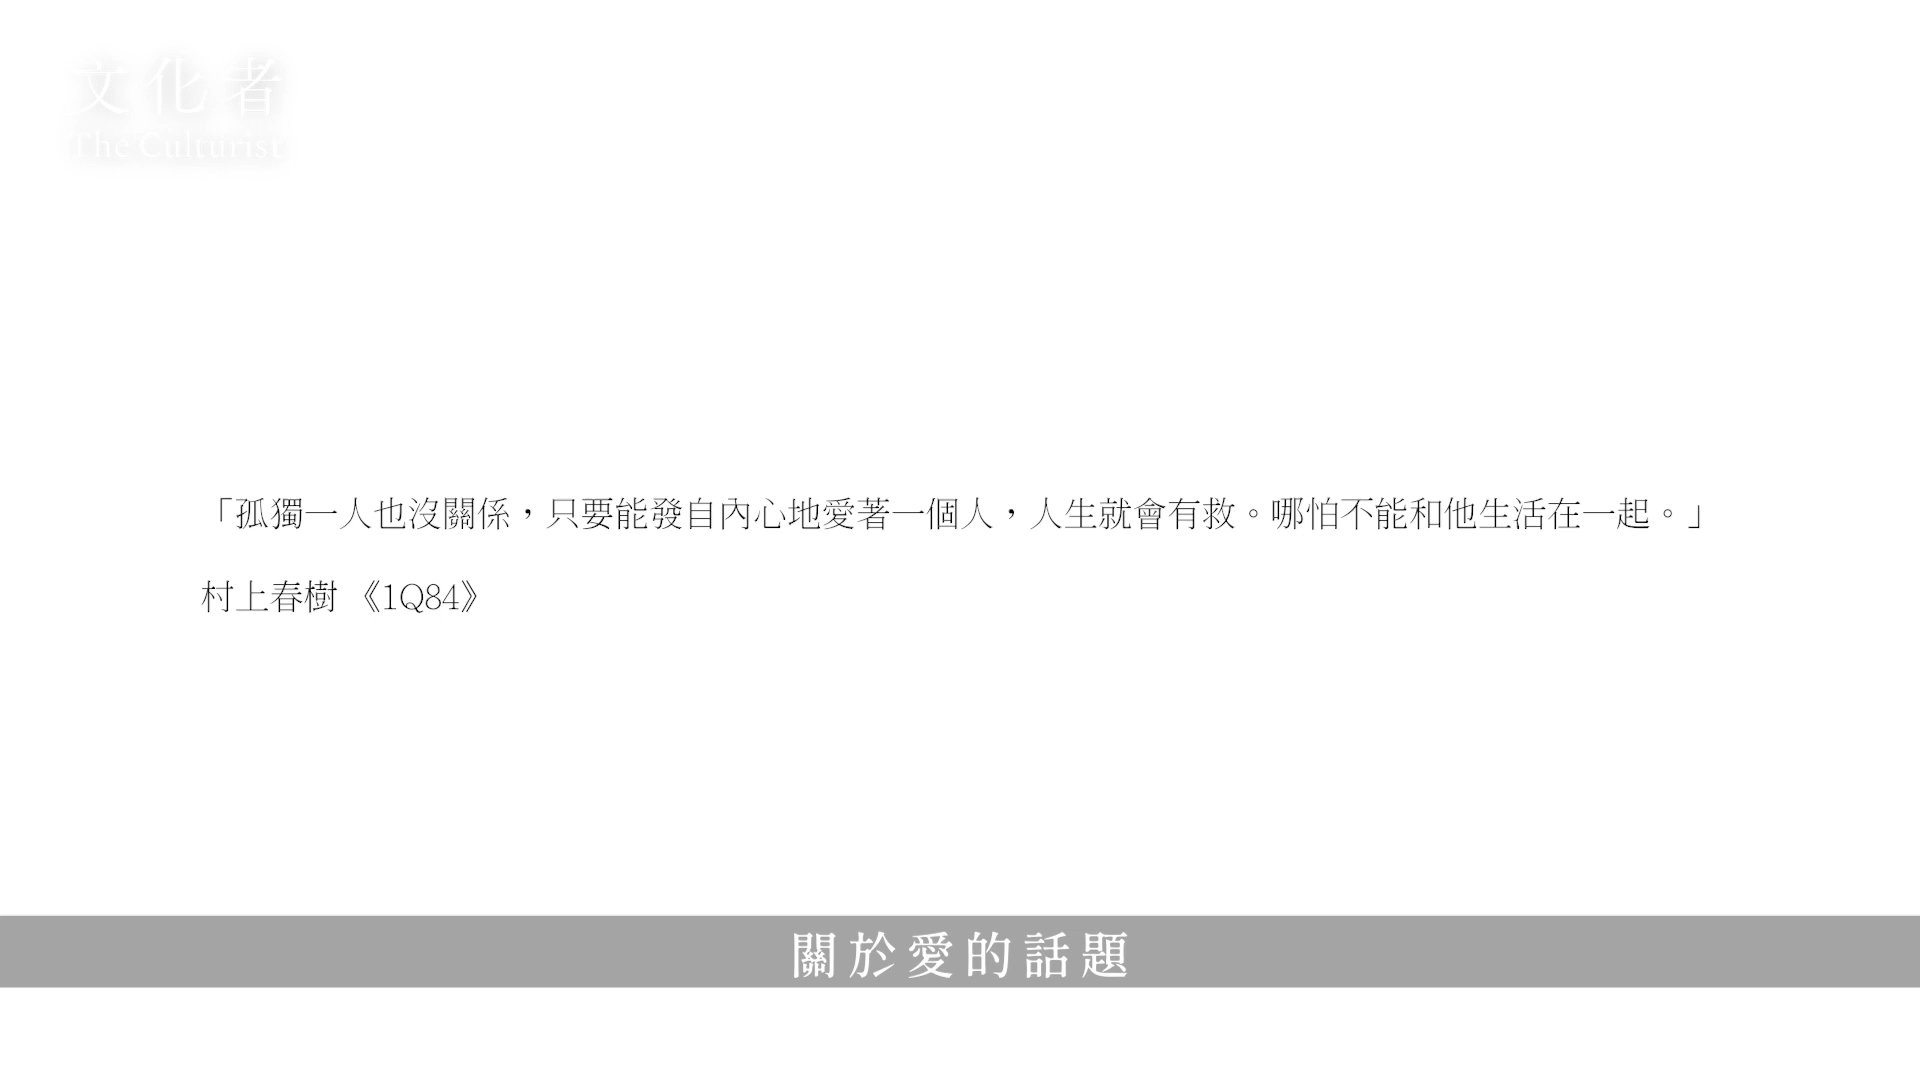 文化者
The Culturist
「孤獨一人也沒關係，只要能發自內心地愛著一個人，人生就會有救。哪怕不能和他生活在一起。」
村上春樹 《1Q84》
關於愛的話題